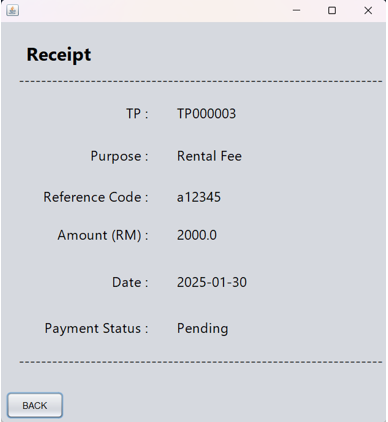 Receipt
------------------------------------------------------------
TP : TP000003
Purpose : Rental Fee
Reference Code : a12345
Amount (RM) : 2000.0
Date : 2025-01-30
Payment Status : Pending
------------------------------------------------------------
BACK